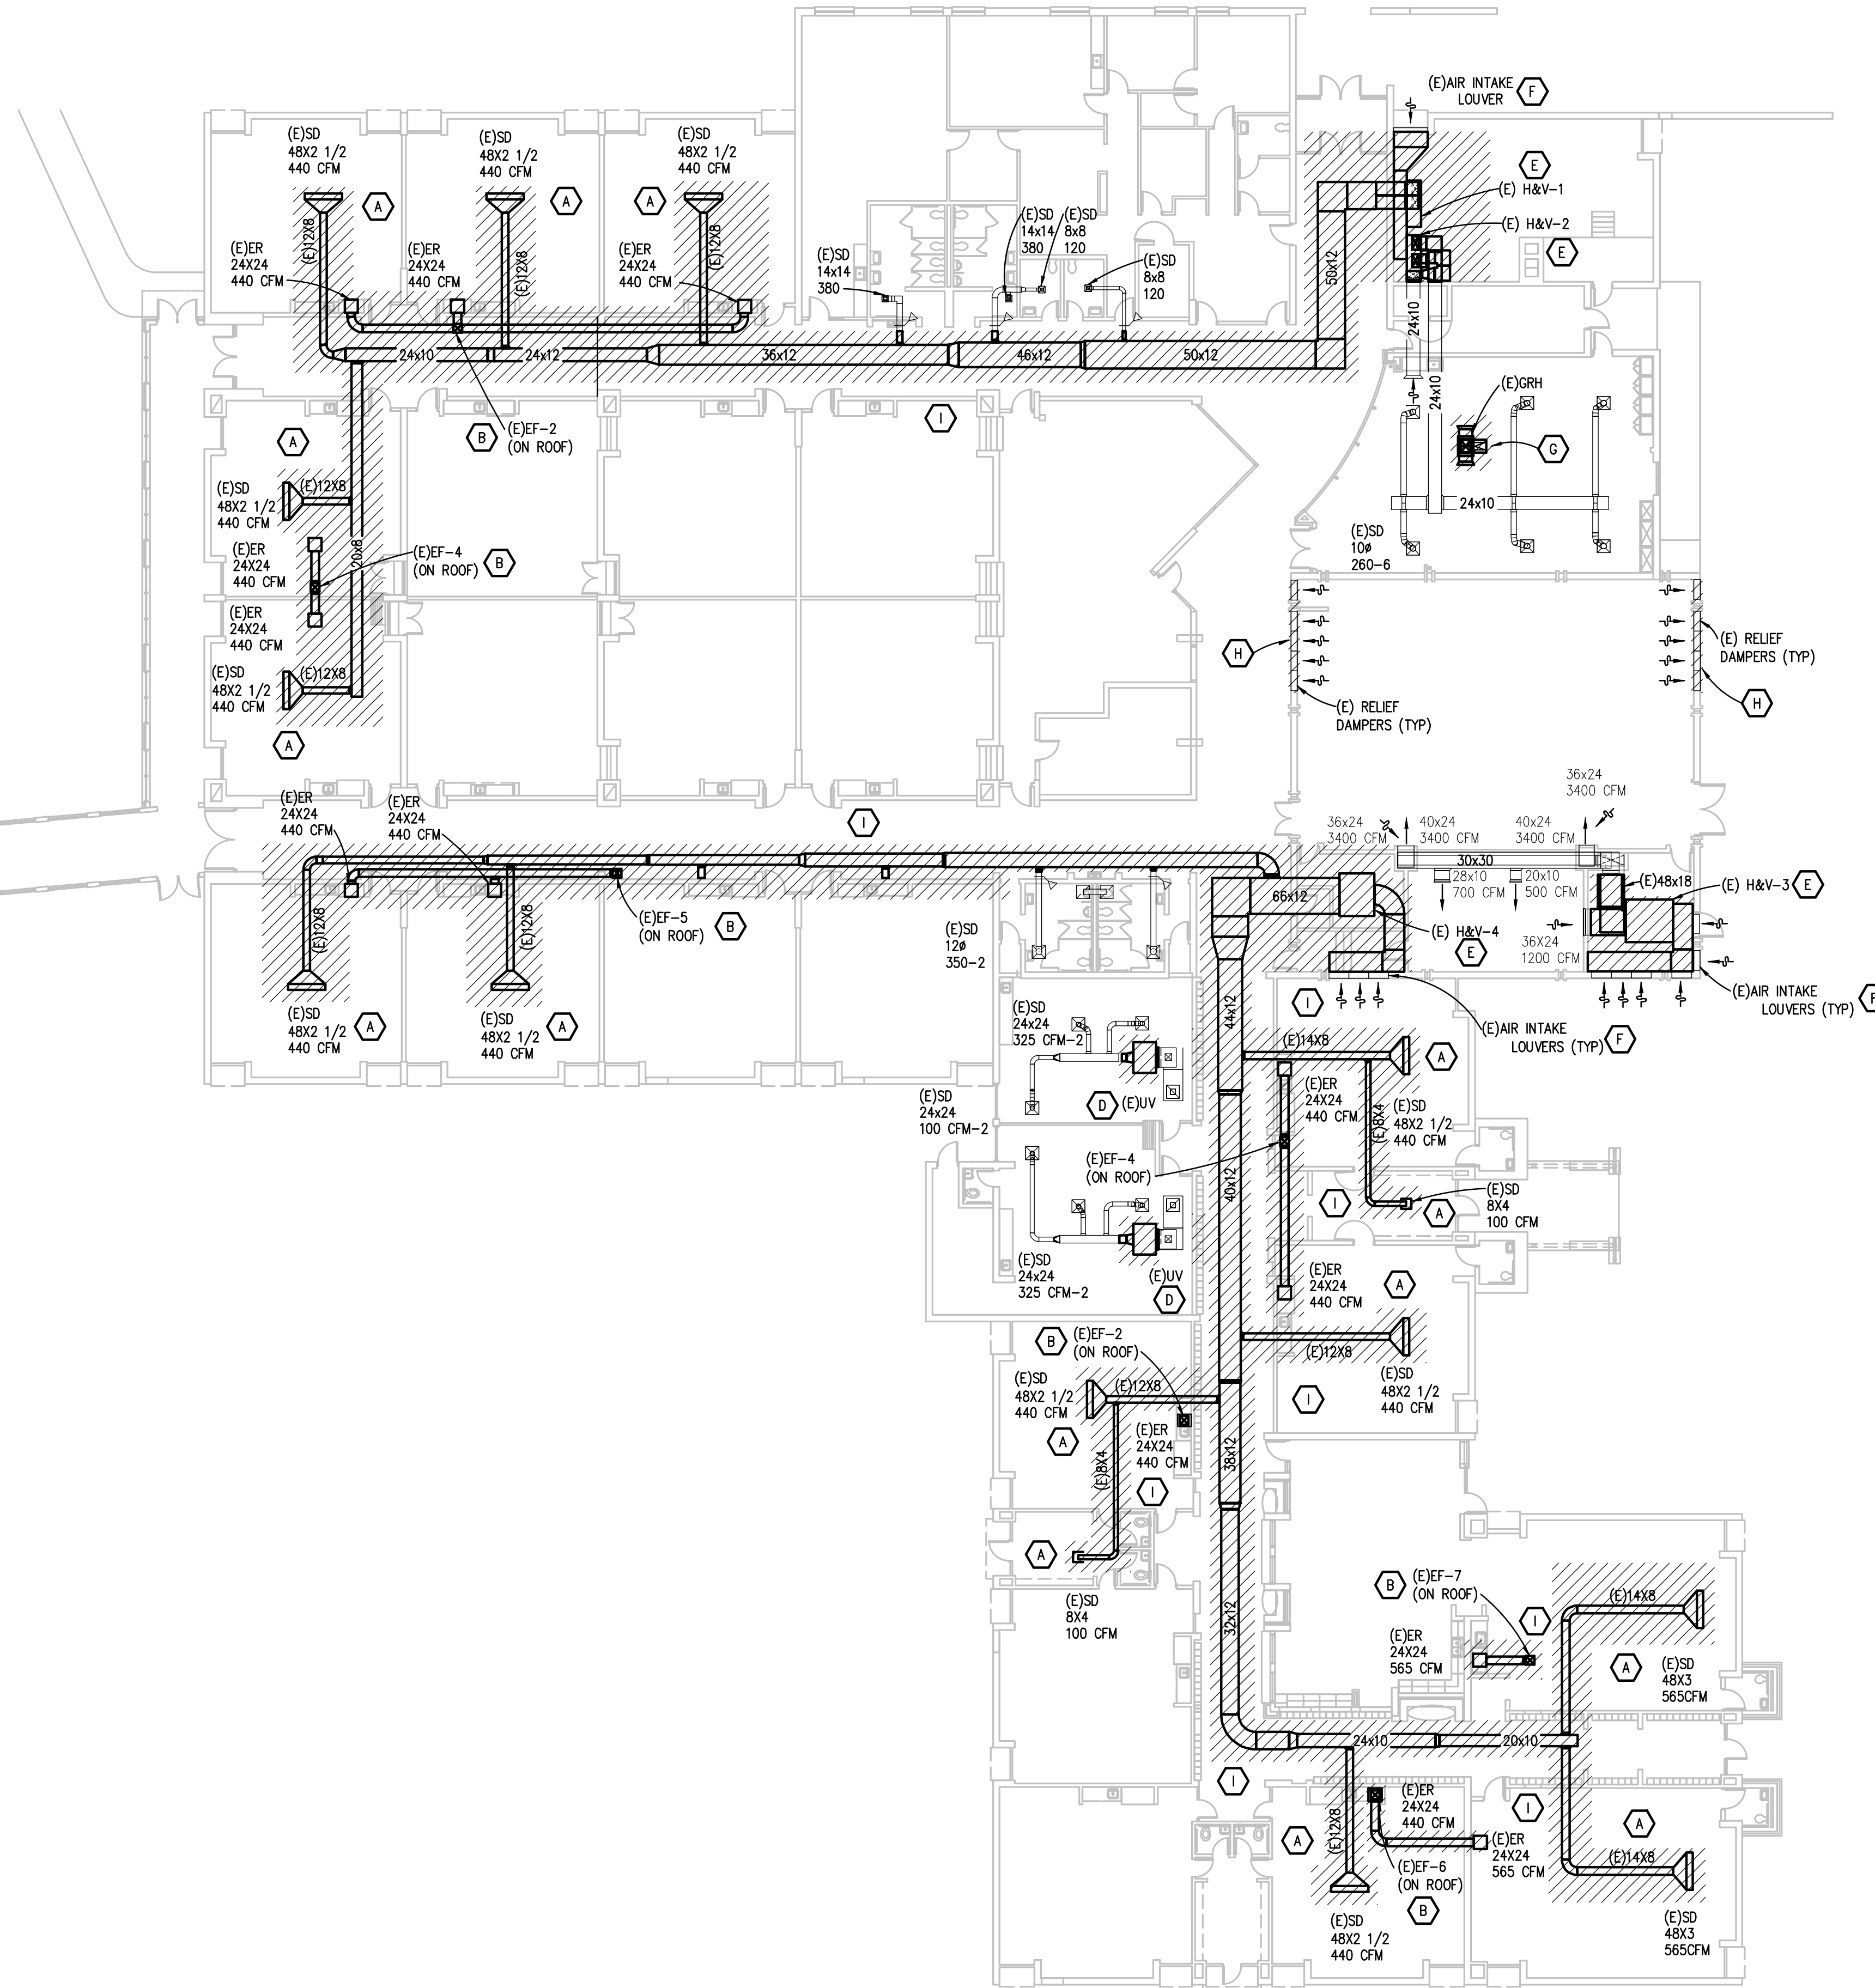 (E)AIR INTAKE
LOUVER
F
(E)SD
48X2 1/2
440 CFM
A
(E)SD
48X2 1/2
440 CFM
A
(E)SD
48X2 1/2
440 CFM
A
E
(E) H&V-1
(E) H&V-2
E
(E)12X8
(E)12X8
(E)12X8
(E)ER
24X24
440 CFM
(E)ER
24X24
440 CFM
(E)ER
24X24
440 CFM
(E)SD
14x14
380
(E)SD
14x14
380
(E)SD
8x8
120
(E)SD
8x8
120
50x12
24x10
24x12
36x12
46x12
50x12
24x10
24x10
(E)GRH
G
24x10
(E)SD
10ø
260-6
A
B
(E)EF-2
(ON ROOF)
I
(E)SD
48X2 1/2
440 CFM
(E)12X8
20x8
(E)ER
24X24
440 CFM
(E)EF-4
(ON ROOF)
B
(E)ER
24X24
440 CFM
(E)SD
48X2 1/2
440 CFM
(E)12X8
A
H
(E) RELIEF
DAMPERS (TYP)
(E) RELIEF
DAMPERS (TYP)
H
36x24
3400 CFM
36x24
3400 CFM
40x24
3400 CFM
40x24
3400 CFM
30x30
28x10
700 CFM
20x10
500 CFM
(E)48x18
(E) H&V-3
E
36X24
1200 CFM
(E)AIR INTAKE
LOUVERS (TYP)
F
(E)ER
24X24
440 CFM
(E)ER
24X24
440 CFM
I
(E)12X8
(E)12X8
(E)EF-5
(ON ROOF)
B
66x12
(E) H&V-4
E
(E)SD
12ø
350-2
(E)SD
48X2 1/2
440 CFM
A
(E)SD
48X2 1/2
440 CFM
A
I
(E)AIR INTAKE
LOUVERS (TYP)
F
(E)SD
24x24
325 CFM-2
44x12
(E)14X8
A
(E)SD
24x24
100 CFM-2
D
(E)UV
(E)ER
24X24
440 CFM
(E)8X4
(E)SD
48X2 1/2
440 CFM
(E)EF-4
(ON ROOF)
40x12
I
A
(E)SD
8X4
100 CFM
(E)SD
24x24
325 CFM-2
(E)UV
D
(E)ER
24X24
440 CFM
A
(E)12X8
(E)SD
48X2 1/2
440 CFM
I
B
(E)EF-2
(ON ROOF)
(E)SD
48X2 1/2
440 CFM
(E)12X8
A
(E)ER
24X24
440 CFM
(E)8X4
I
38x12
A
(E)SD
8X4
100 CFM
32x12
B
(E)EF-7
(ON ROOF)
I
(E)14X8
(E)ER
24X24
565 CFM
A
(E)SD
48X3
565CFM
24x10
20x10
I
(E)12X8
A
(E)ER
24X24
440 CFM
(E)EF-6
(ON ROOF)
B
(E)ER
24X24
565 CFM
I
A
(E)14X8
(E)SD
48X2 1/2
440 CFM
(E)SD
48X3
565CFM